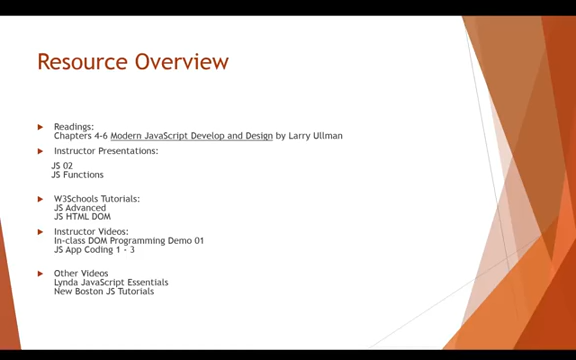 Resource Overview
Readings:
Chapters 4-6 Modern JavaScript Develop and Design by Larry Ullman
Instructor Presentations:
JS 02
JS Functions
W3Schools Tutorials:
JS Advanced
JS HTML DOM
Instructor Videos:
In-class DOM Programming Demo 01
JS App Coding 1 - 3
Other Videos
Lynda JavaScript Essentials
New Boston JS Tutorials